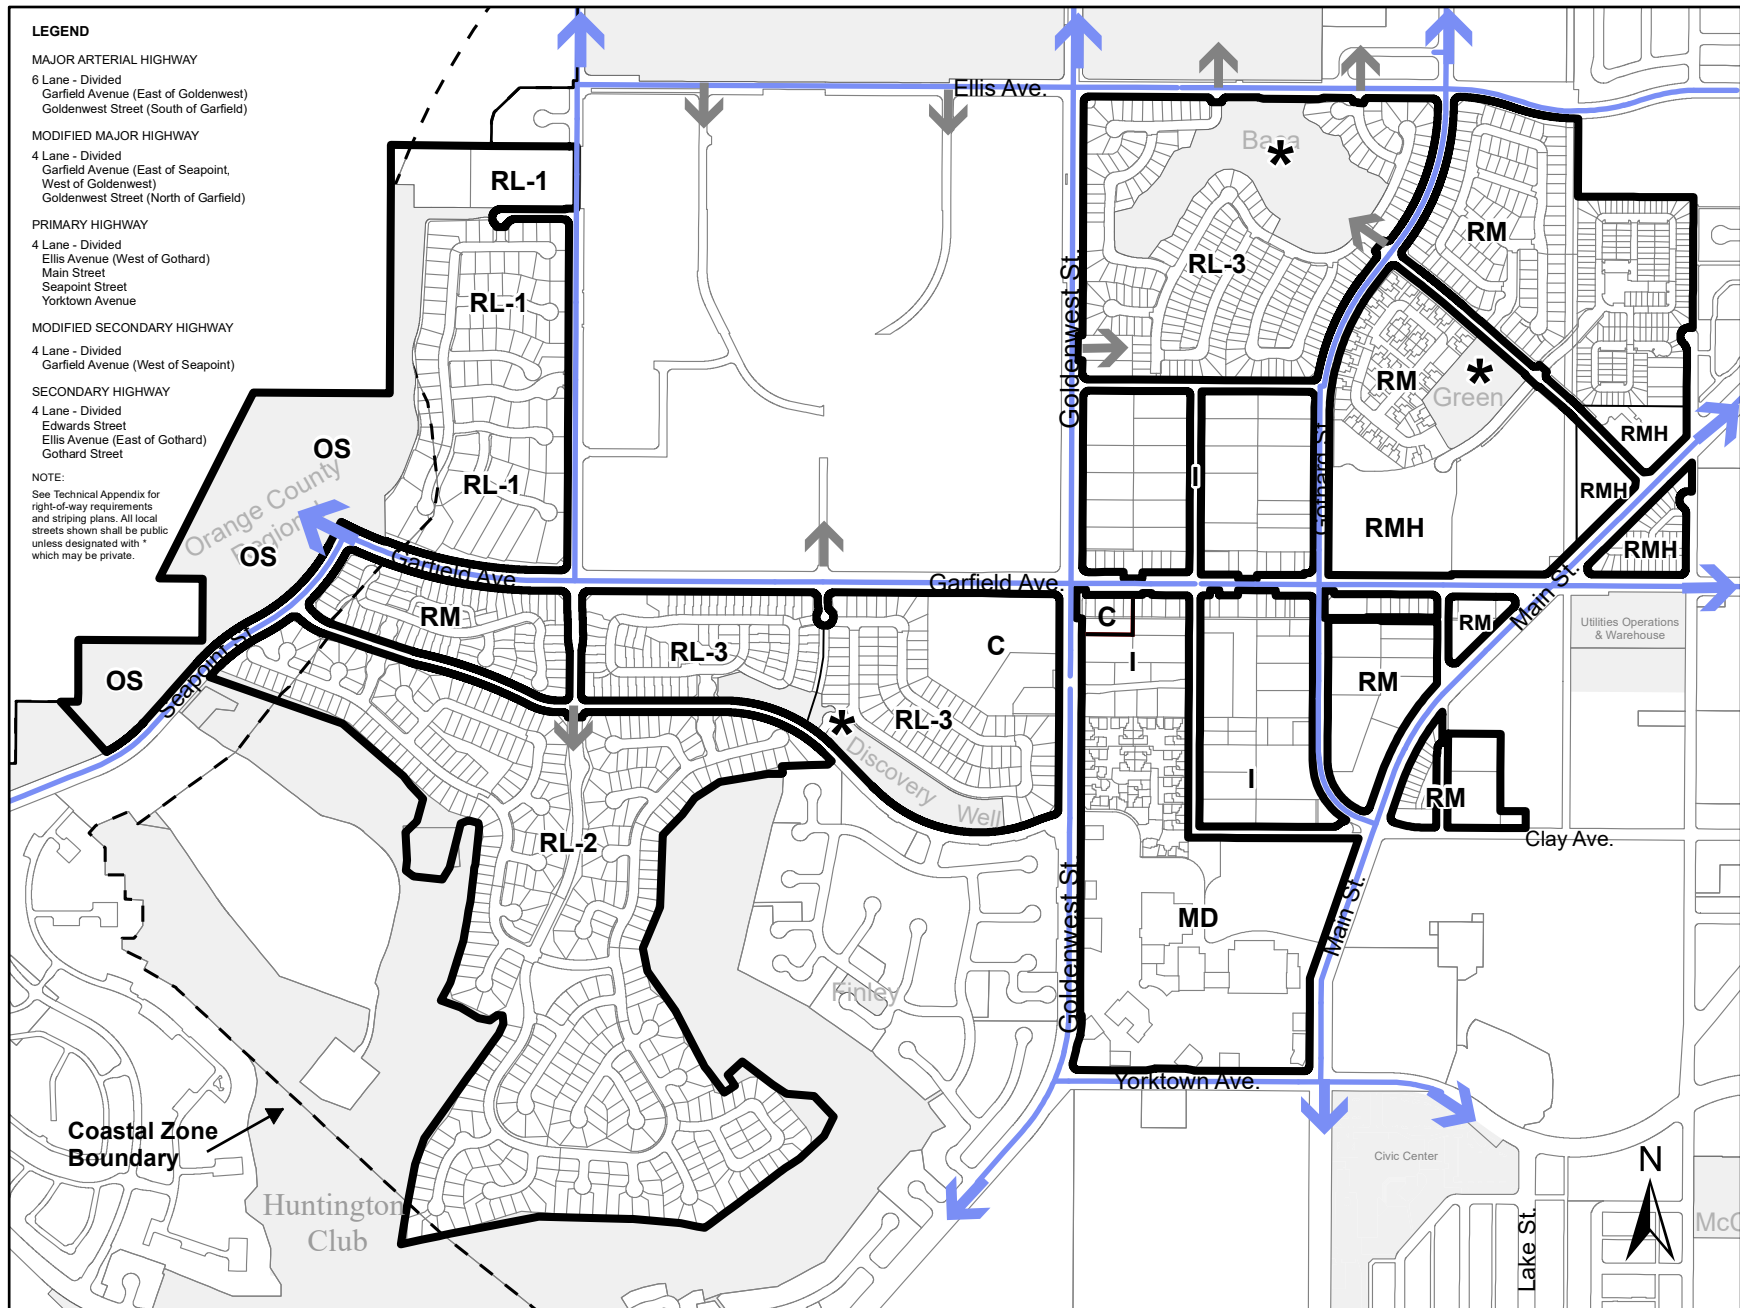 LEGEND
MAJOR ARTERIAL HIGHWAY
6 Lane - Divided
Garfield Avenue (East of Goldenwest)
Goldenwest Street (South of Garfield)
MODIFIED MAJOR HIGHWAY
4 Lane - Divided
Garfield Avenue (East of Seapoint,
West of Goldenwest)
Goldenwest Street (North of Garfield)
PRIMARY HIGHWAY
4 Lane - Divided
Ellis Avenue (West of Gothard)
Main Street
Seapoint Street
Yorktown Avenue
MODIFIED SECONDARY HIGHWAY
4 Lane - Divided
Garfield Avenue (West of Seapoint)
SECONDARY HIGHWAY
4 Lane - Divided
Edwards Street
Ellis Avenue (East of Gothard)
Gothard Street
NOTE:
See Technical Appendix for
right-of-way requirements
and striping plans. All local
streets shown shall be public
unless designated with *
which may be private.
Ellis Ave.
Baca
*
RL-1
RM
RL-3
RL-1
Goldenwest St.
RM
*
Green
RMH
OS
Gothard St.
I
RL-1
RMH
Orange County
Regional
RMH
RMH
OS
Garfield Ave.
Garfield Ave.
Main St.
RM
C
RM
Utilities Operations
& Warehouse
Seapoint St.
RL-3
C
I
OS
RM
*
RL-3
Discovery
Well
I
RM
RL-2
Clay Ave.
Goldenwest St.
MD
Main St.
Finley
Yorktown Ave.
Coastal Zone
Boundary
Civic Center
N
Huntington
Club
Lake St.
McC